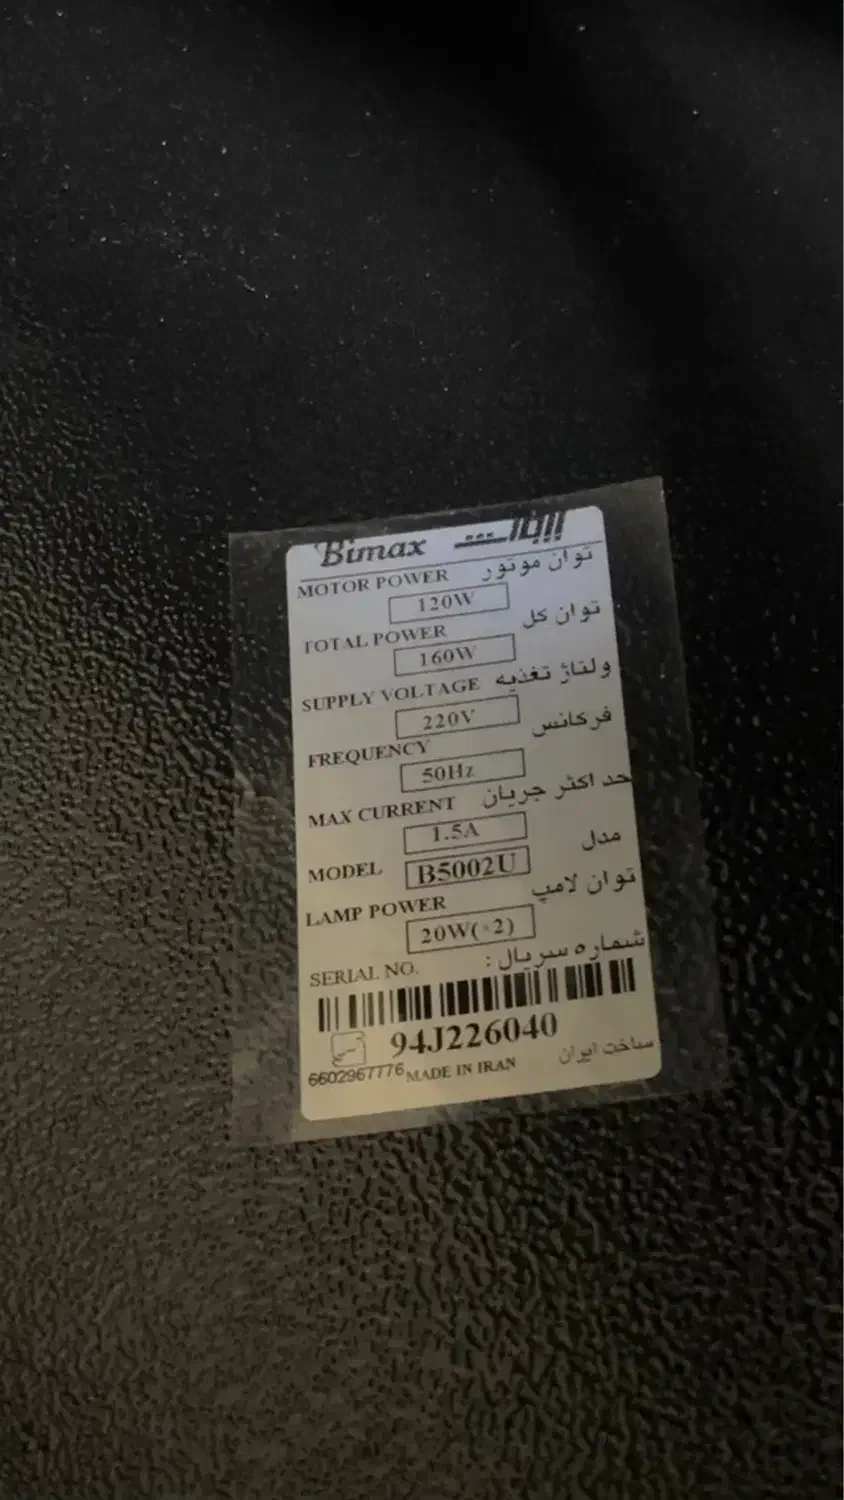 Bimax بیماکس
MOTOR POWER توان موتور
120W
TOTAL POWER توان کل
160W
SUPPLY VOLTAGE ولتاژ تغذیه
220V
FREQUENCY فرکانس
50Hz
MAX CURRENT حداکثر جریان
1.5A
MODEL B5002U مدل
LAMP POWER توان لامپ
20W(*2)
SERIAL NO. شماره سریال :
94J226040
6602967776 MADE IN IRAN ساخت ایران